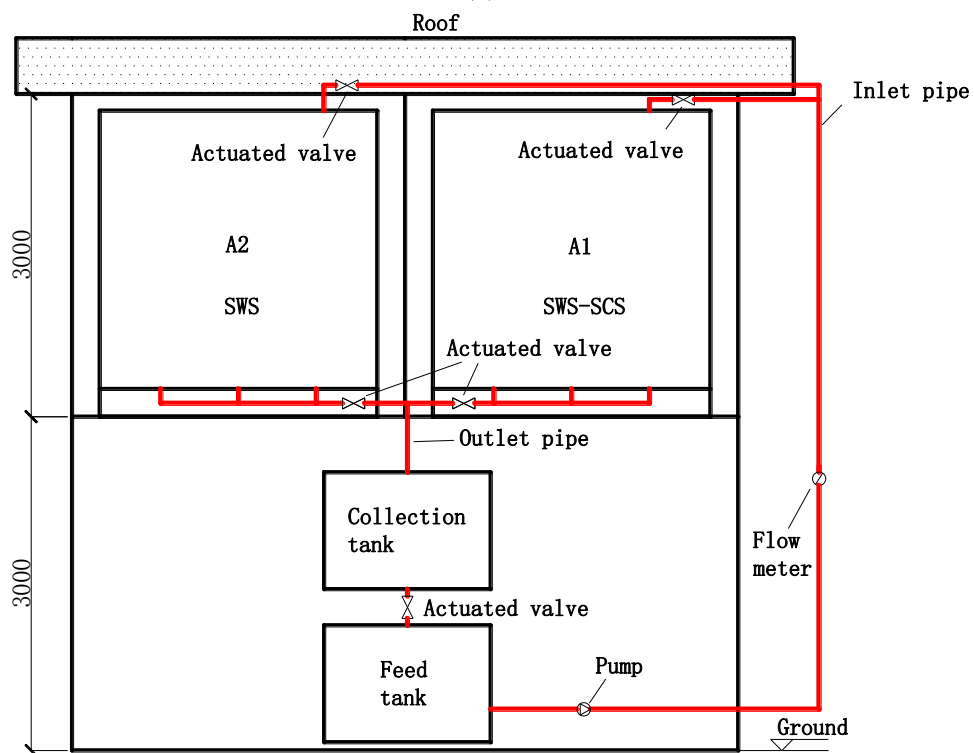 Roof
Inlet pipe
Actuated valve
Actuated valve
3000
A2
A1
SWS
SWS-SCS
Actuated valve
Outlet pipe
Collection
tank
Flow
meter
3000
Actuated valve
Feed
tank
Pump
Ground